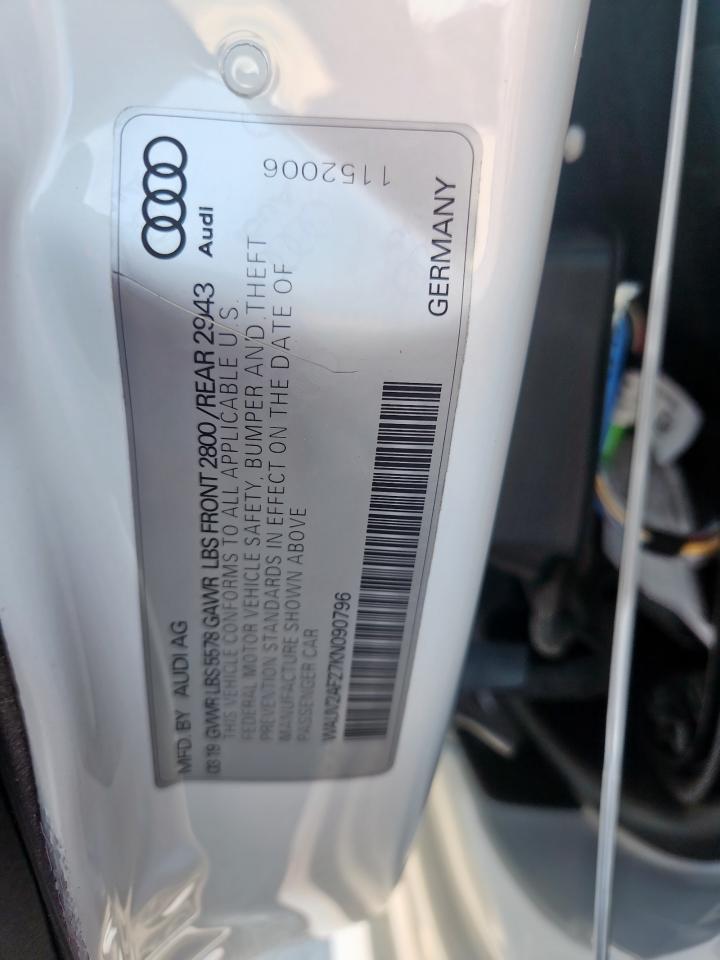 Audi
MFD. BY AUDI AG
03 19 GVWR LBS 5578 GAWR LBS FRONT 2800 /REAR 2943
THIS VEHICLE CONFORMS TO ALL APPLICABLE U.S.
FEDERAL MOTOR VEHICLE SAFETY, BUMPER AND THEFT
PREVENTION STANDARDS IN EFFECT ON THE DATE OF
MANUFACTURE SHOWN ABOVE
PASSENGER CAR
WAUV2AF27KN090796
GERMANY
1152006